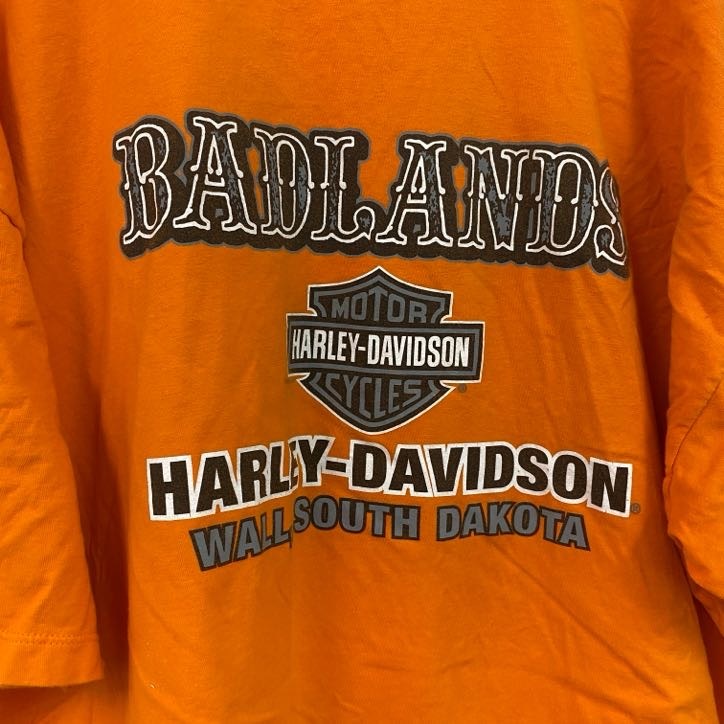 BADLANDS
MOTOR
HARLEY-DAVIDSON
CYCLES
HARLEY-DAVIDSON
WALL, SOUTH DAKOTA